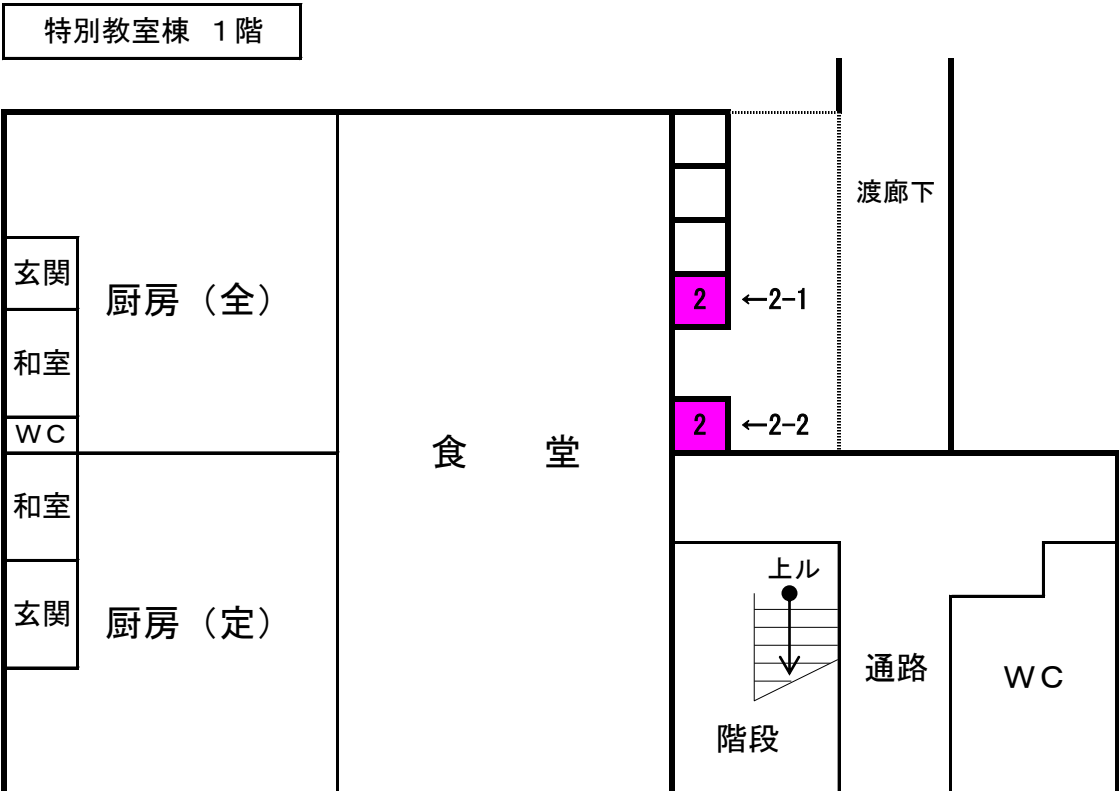 特別教室棟 1階
渡廊下
玄関
厨房(全)
2 ←2-1
和室
WC
2 ←2-2
食 堂
和室
上ル
玄関
厨房(定)
通路
WC
階段